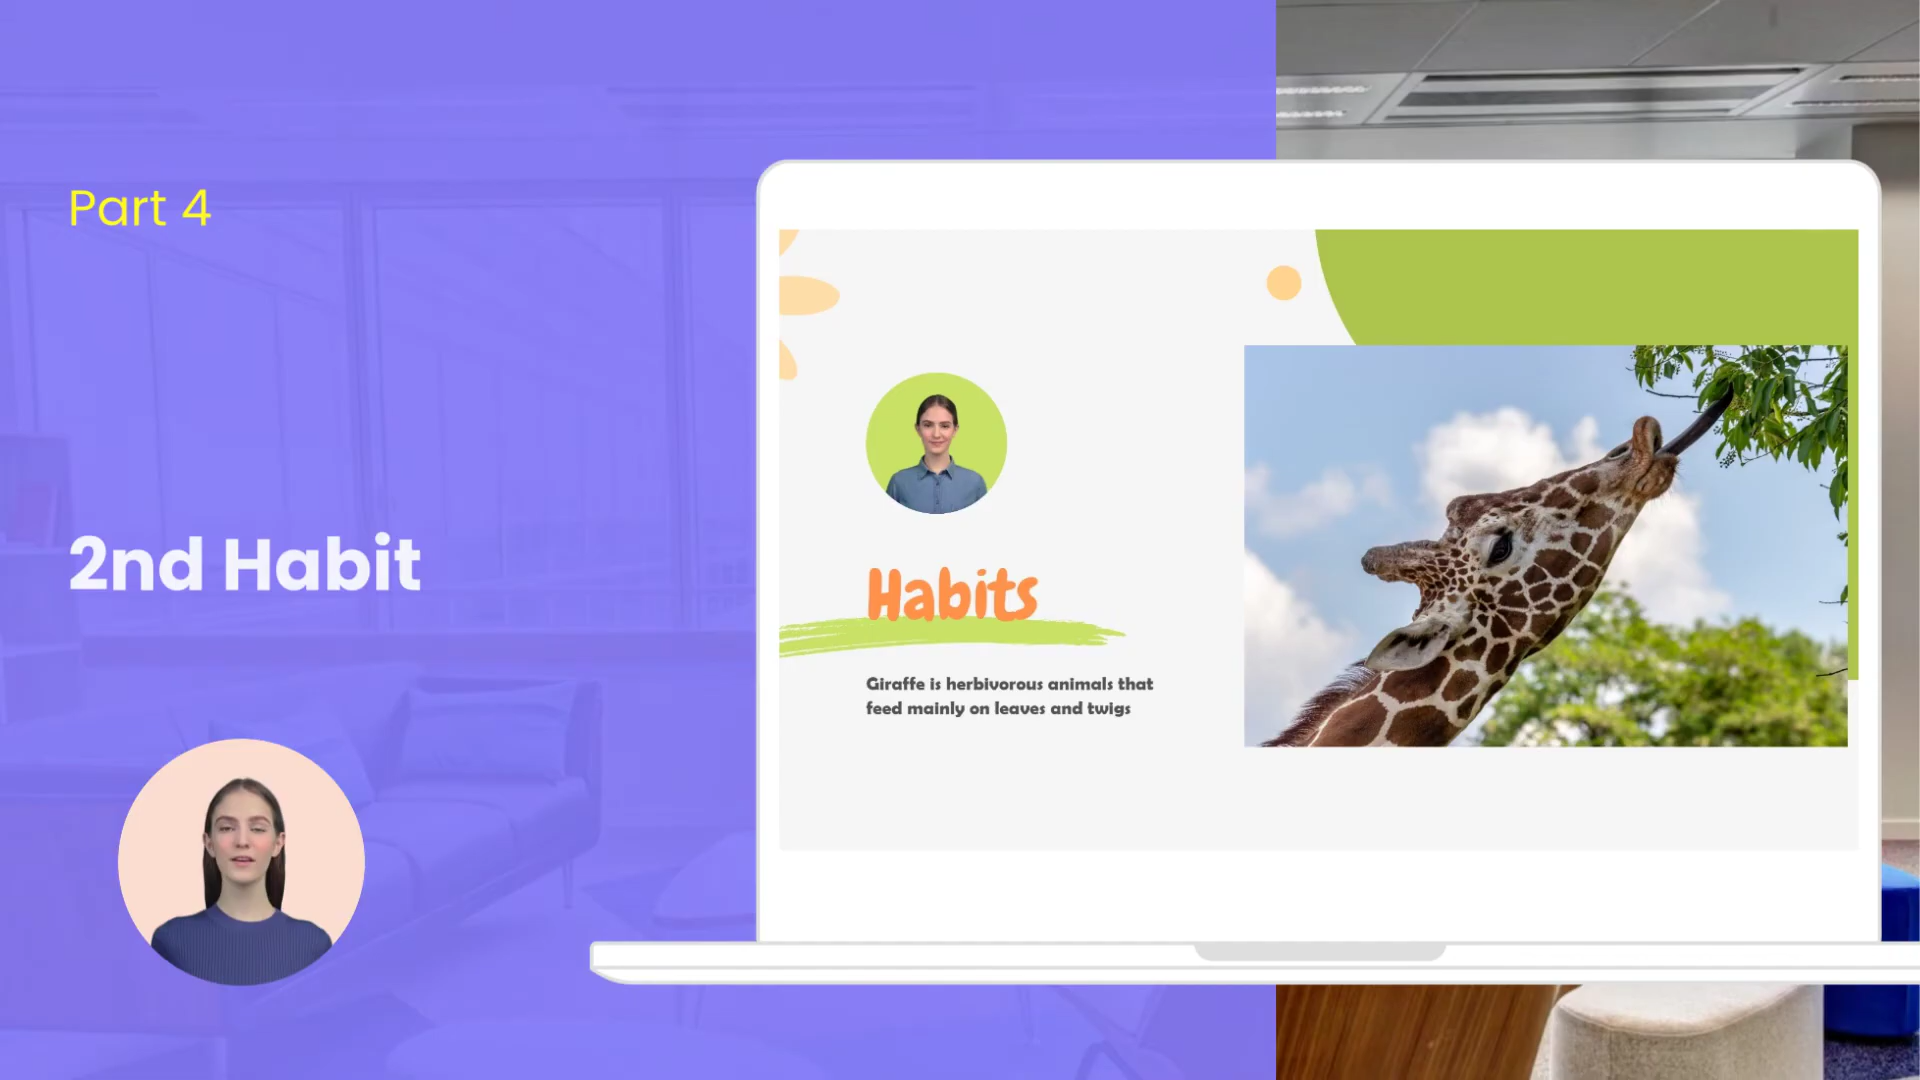 Part 4
2nd Habit
Habits
Giraffe is herbivorous animals that
feed mainly on leaves and twigs